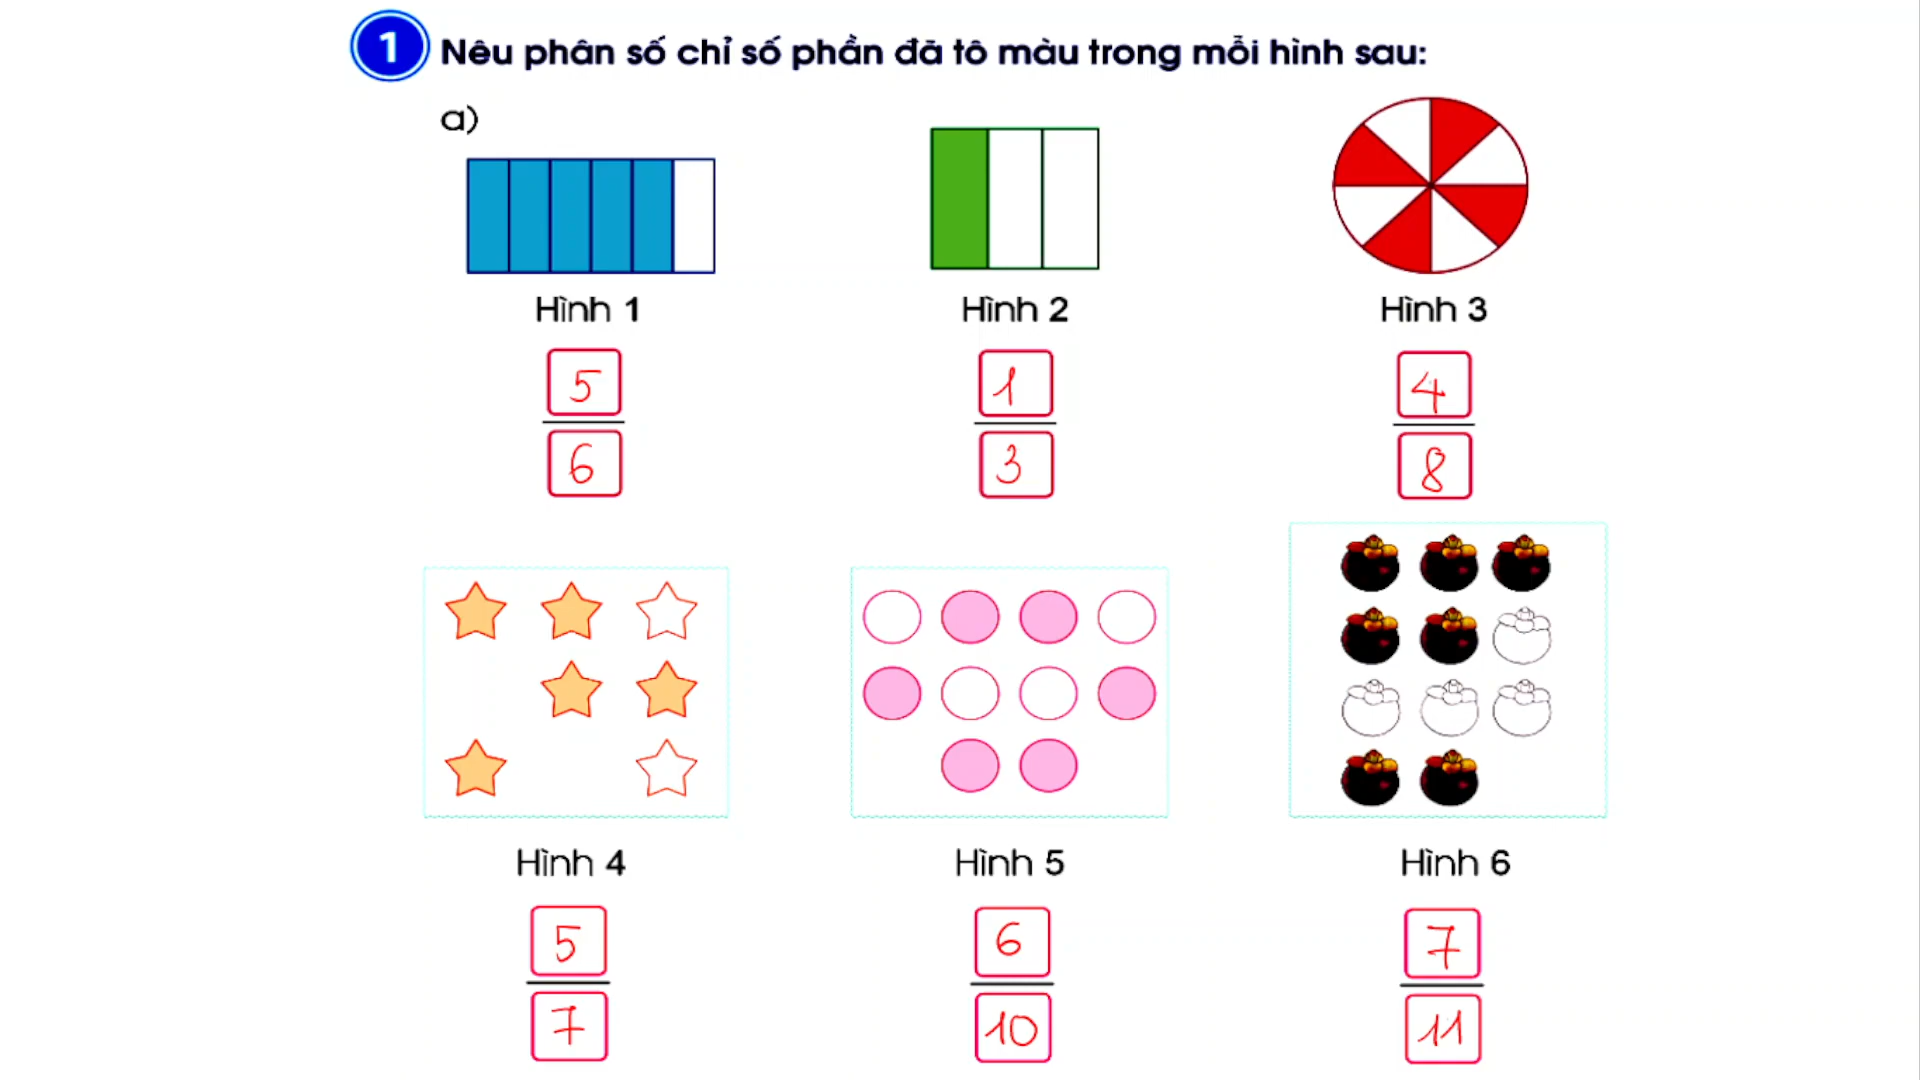 1 Nêu phân số chỉ số phần đã tô màu trong mỗi hình sau:
a)
Hình 1
Hình 2
Hình 3
5
6
1
3
4
8
Hình 4
Hình 5
Hình 6
5
7
6
10
7
11